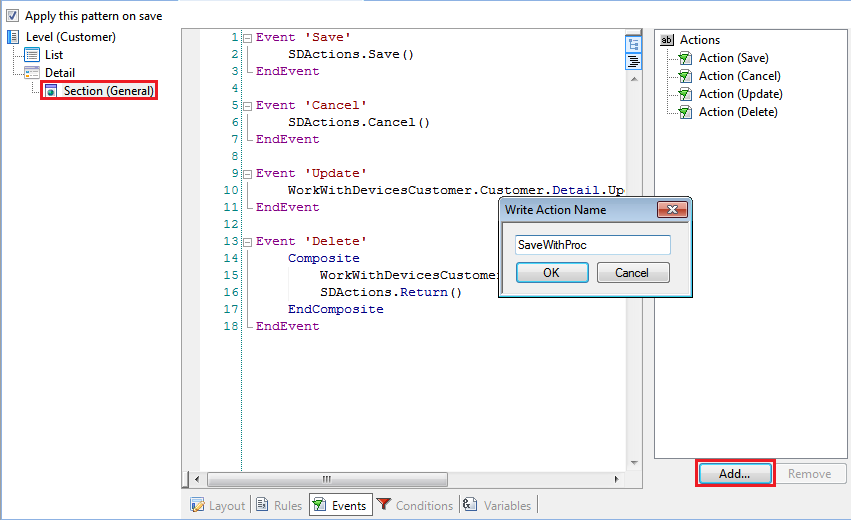 Apply this pattern on save
Level (Customer)
List
Detail
Section (General)
1 Event 'Save'
2 SDActions.Save()
3 EndEvent
4
5 Event 'Cancel'
6 SDActions.Cancel()
7 EndEvent
8
9 Event 'Update'
10 WorkWithDevicesCustomer.Customer.Detail.Up
11 EndEvent
12
13 Event 'Delete'
14 Composite
15 WorkWithDevicesCustomer
16 SDActions.Return()
17 EndComposite
18 EndEvent
Write Action Name
SaveWithProc
OK Cancel
ab Actions
Action (Save)
Action (Cancel)
Action (Update)
Action (Delete)
Add... Remove
Layout Rules Events Conditions & Variables